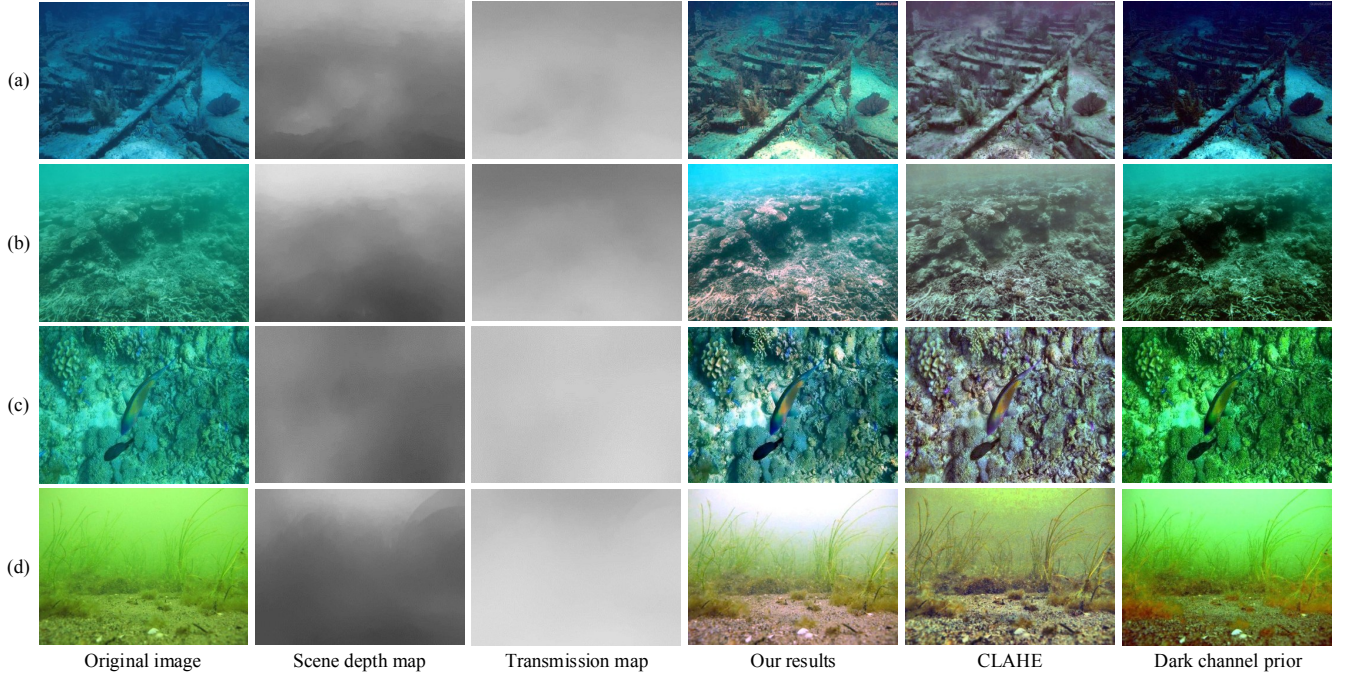 (a)
(b)
(c)
(d)
Original image
Scene depth map
Transmission map
Our results
CLAHE
Dark channel prior